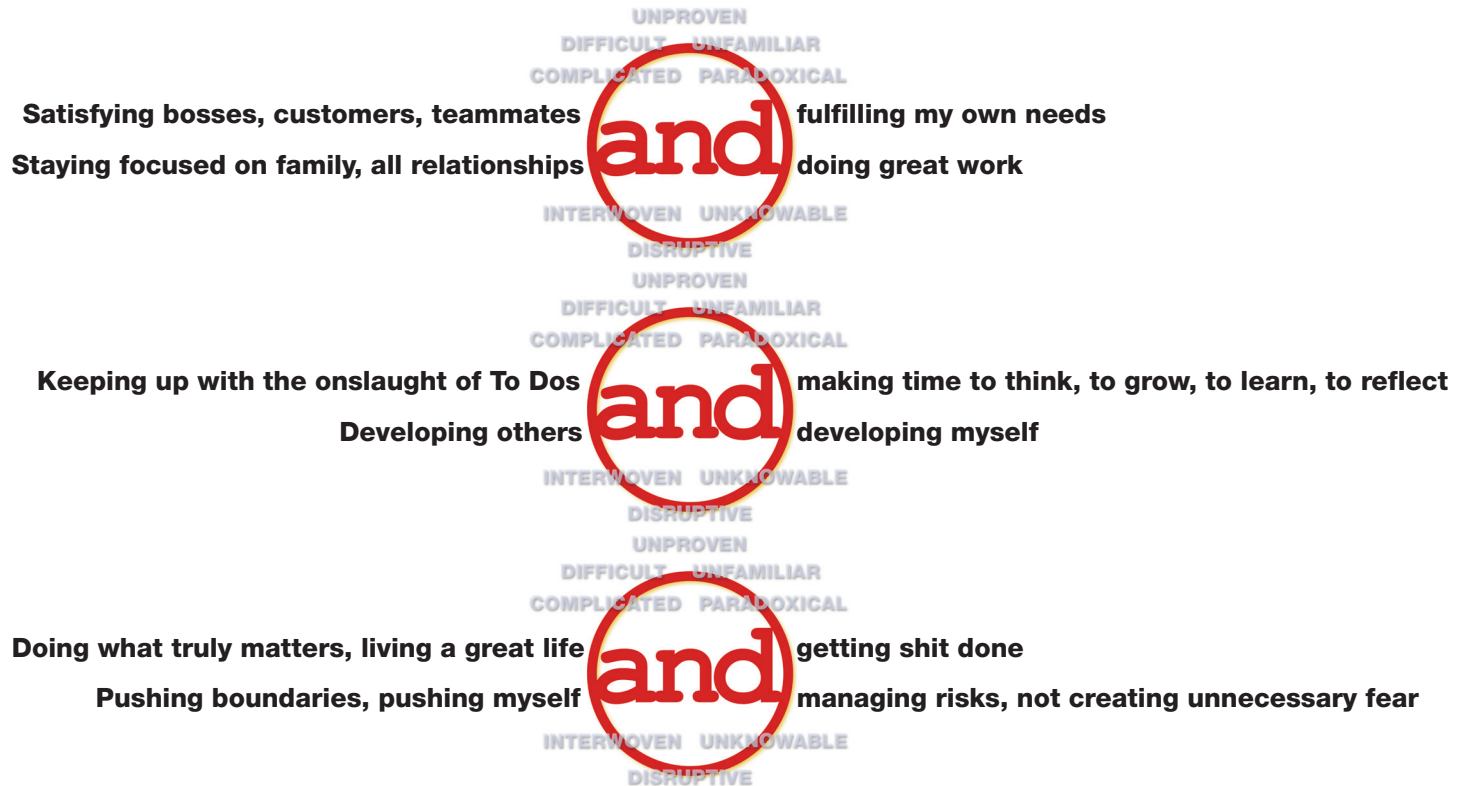 UNPROVEN
DIFFICULT UNFAMILIAR
COMPLICATED PARADOXICAL
Satisfying bosses, customers, teammates and fulfilling my own needs
Staying focused on family, all relationships doing great work
INTERWOVEN UNKNOWABLE
DISRUPTIVE
UNPROVEN
DIFFICULT UNFAMILIAR
COMPLICATED PARADOXICAL
Keeping up with the onslaught of To Dos and making time to think, to grow, to learn, to reflect
Developing others developing myself
INTERWOVEN UNKNOWABLE
DISRUPTIVE
UNPROVEN
DIFFICULT UNFAMILIAR
COMPLICATED PARADOXICAL
Doing what truly matters, living a great life and getting shit done
Pushing boundaries, pushing myself managing risks, not creating unnecessary fear
INTERWOVEN UNKNOWABLE
DISRUPTIVE